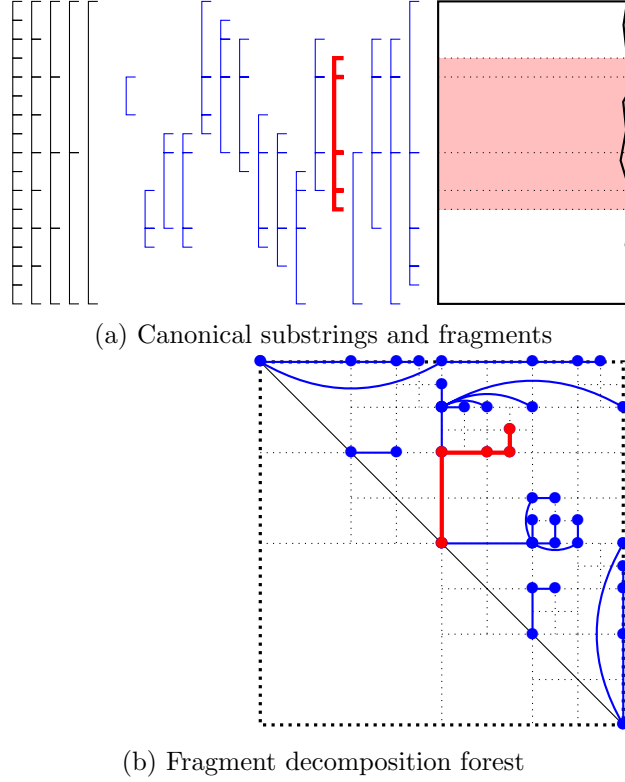 (a) Canonical substrings and fragments
(b) Fragment decomposition forest